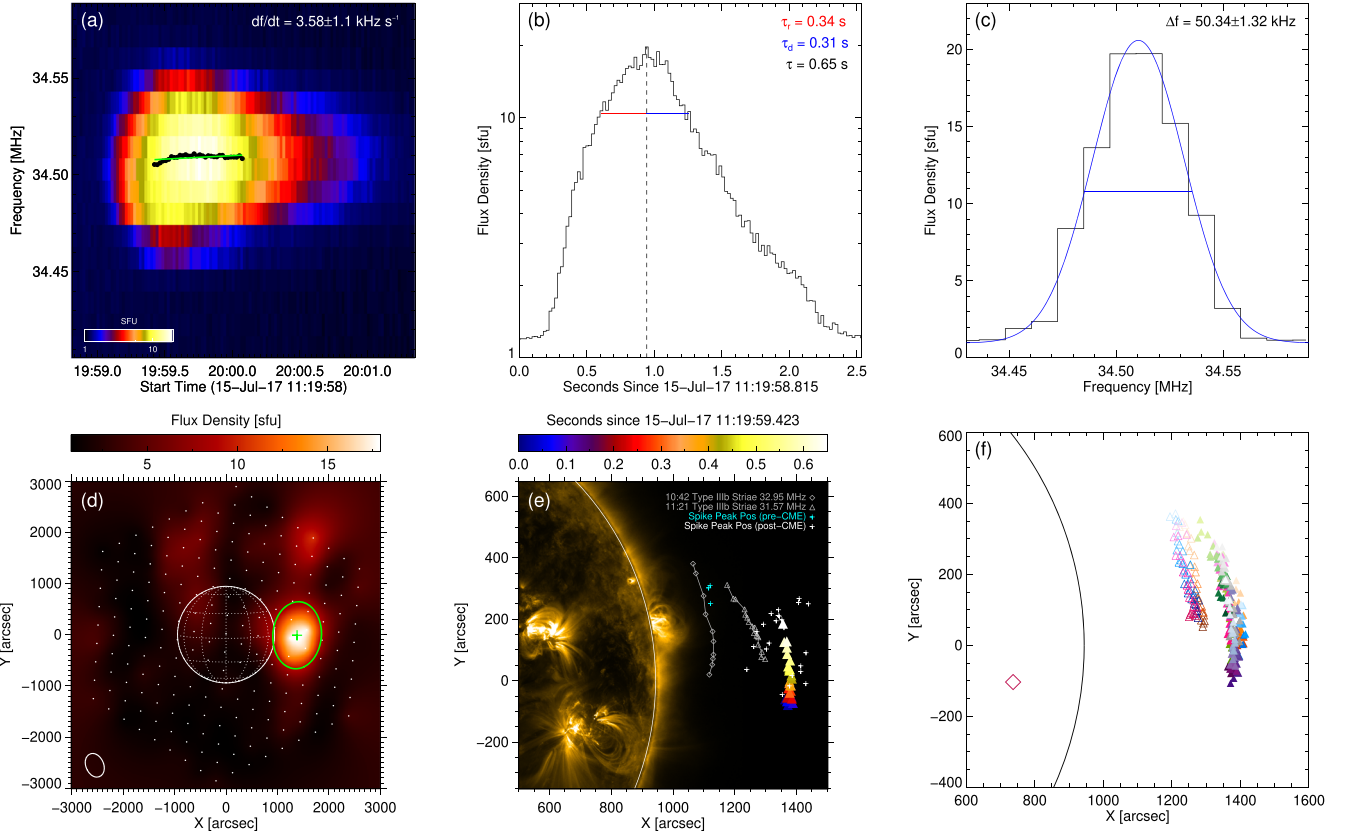 (a)
df/dt = 3.58±1.1 kHz s⁻¹
34.55
34.50
34.45
Frequency [MHz]
SFU
1 10
19:59.0 19:59.5 20:00.0 20:00.5 20:01.0
Start Time (15−Jul−17 11:19:58)
(b)
τr = 0.34 s
τd = 0.31 s
τ = 0.65 s
10
1
Flux Density [sfu]
0.0 0.5 1.0 1.5 2.0 2.5
Seconds Since 15−Jul−17 11:19:58.815
(c)
Δf = 50.34±1.32 kHz
20
15
10
5
0
Flux Density [sfu]
34.45 34.50 34.55
Frequency [MHz]
Flux Density [sfu]
5 10 15
(d)
3000
2000
1000
0
−1000
−2000
−3000
Y [arcsec]
−3000 −2000 −1000 0 1000 2000 3000
X [arcsec]
Seconds since 15−Jul−17 11:19:59.423
0.0 0.1 0.2 0.3 0.4 0.5 0.6
(e)
10:42 Type IIIb Striae 32.95 MHz
11:21 Type IIIb Striae 31.57 MHz
Spike Peak Pos (pre−CME)
Spike Peak Pos (post−CME)
600
400
200
0
−200
Y [arcsec]
600 800 1000 1200 1400
X [arcsec]
(f)
600
400
200
0
−200
−400
Y [arcsec]
600 800 1000 1200 1400 1600
X [arcsec]